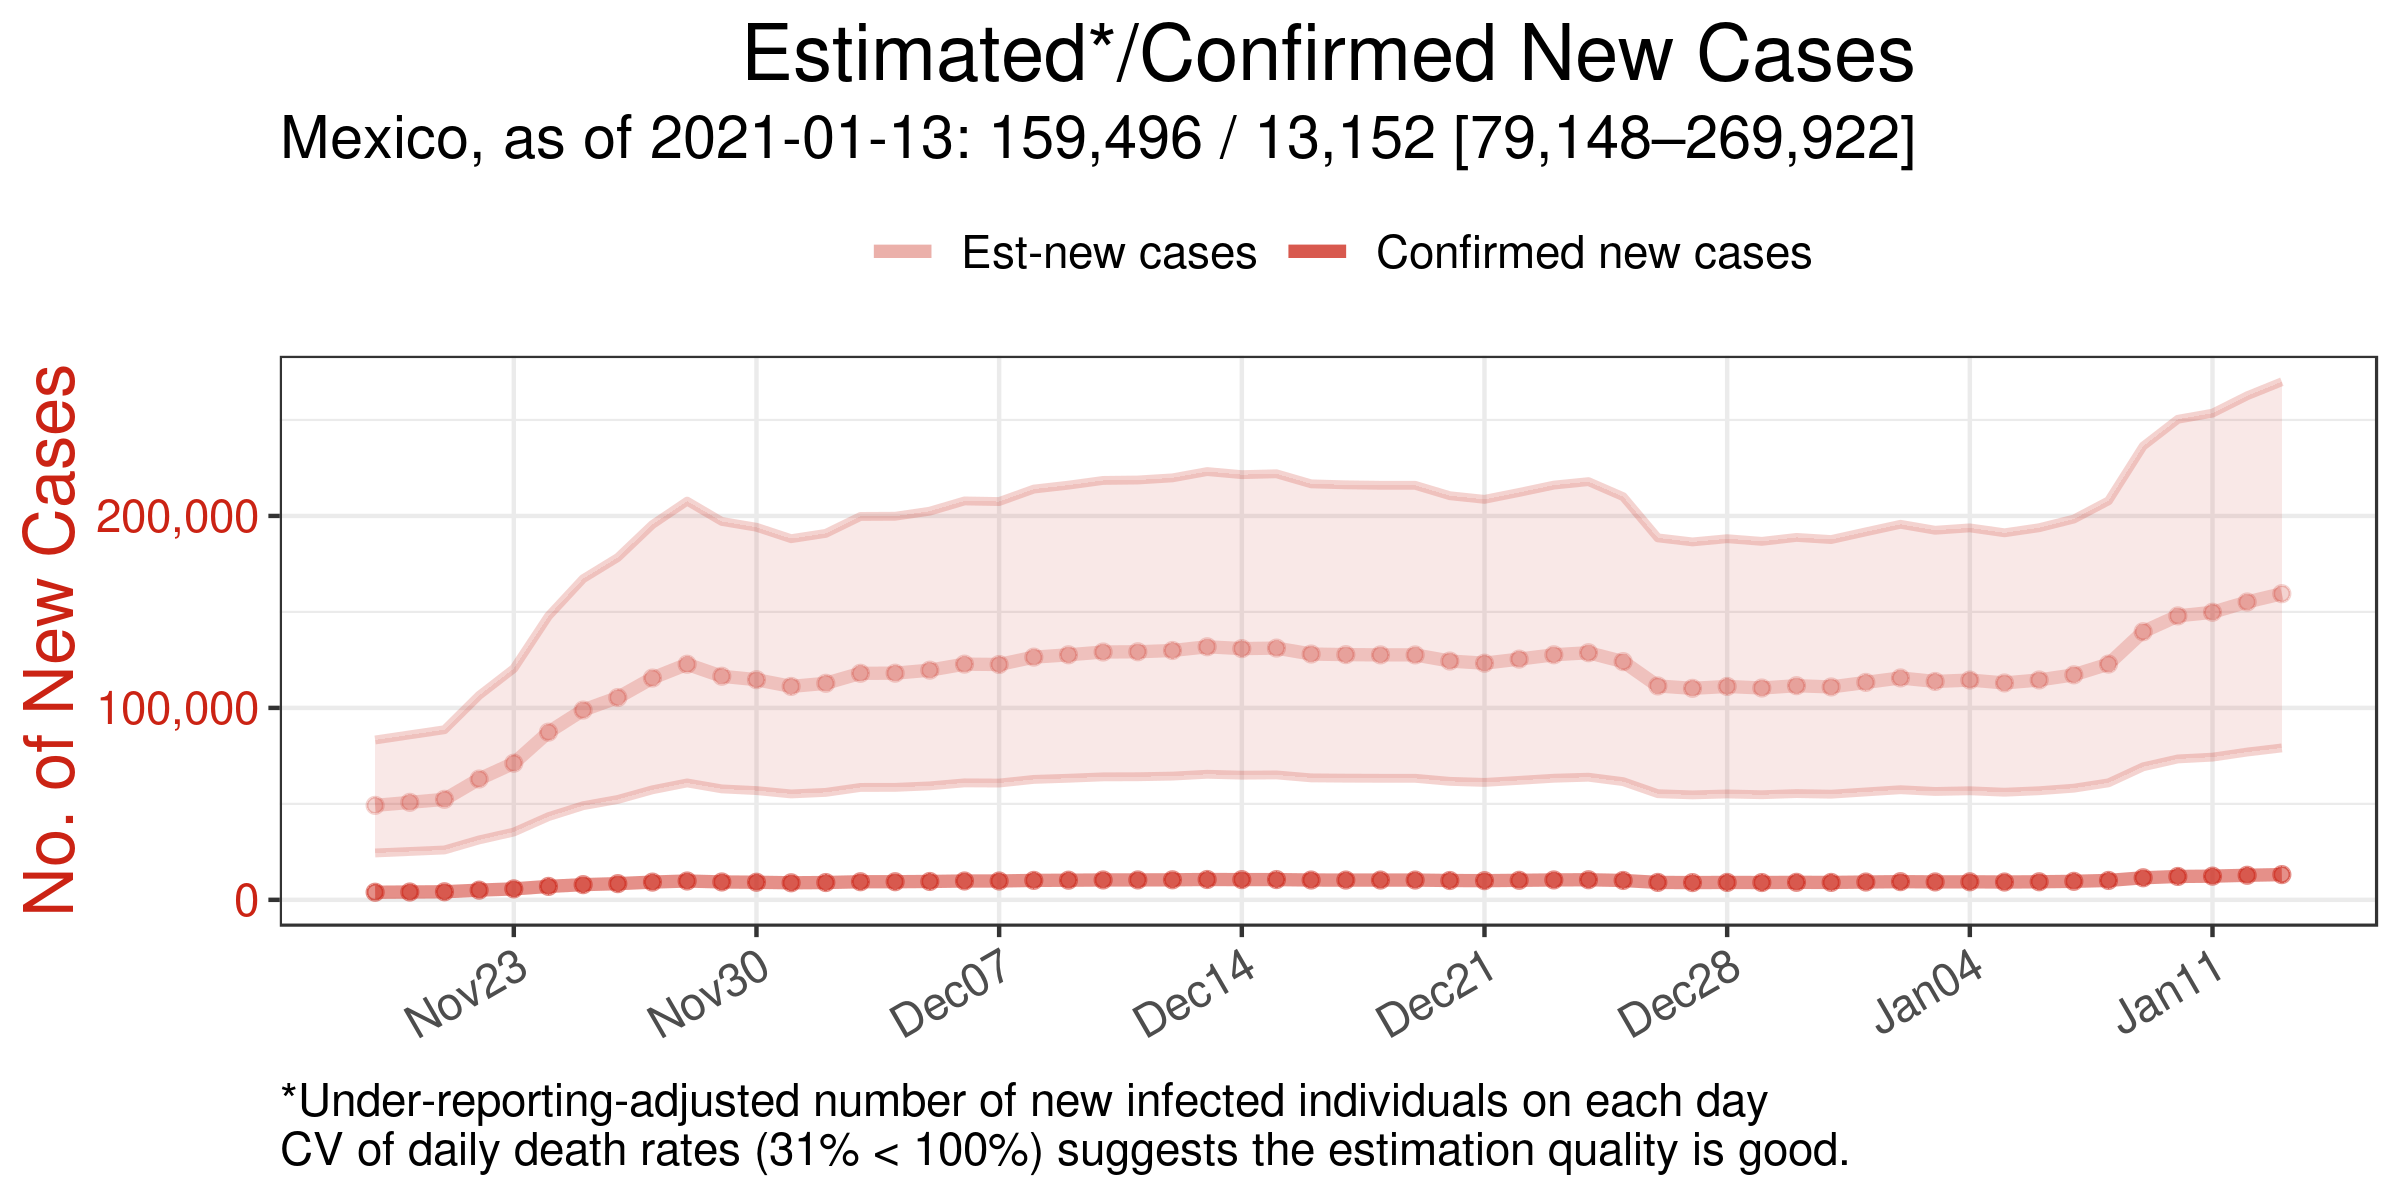 Estimated*/Confirmed New Cases
Mexico, as of 2021-01-13: 159,496 / 13,152 [79,148–269,922]
Est-new cases
Confirmed new cases
No. of New Cases
200,000
100,000
0
Nov23
Nov30
Dec07
Dec14
Dec21
Dec28
Jan04
Jan11
*Under-reporting-adjusted number of new infected individuals on each day
CV of daily death rates (31% < 100%) suggests the estimation quality is good.